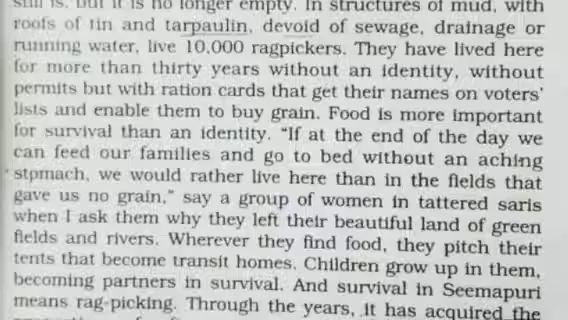 still is, but it is no longer empty. In structures of mud, with
roofs of tin and tarpaulin, devoid of sewage, drainage or
running water, live 10,000 ragpickers. They have lived here
for more than thirty years without an identity, without
permits but with ration cards that get their names on voters'
lists and enable them to buy grain. Food is more important
for survival than an identity. “If at the end of the day we
can feed our families and go to bed without an aching
stomach, we would rather live here than in the fields that
gave us no grain,” say a group of women in tattered saris
when I ask them why they left their beautiful land of green
fields and rivers. Wherever they find food, they pitch their
tents that become transit homes. Children grow up in them,
becoming partners in survival. And survival in Seemapuri
means rag-picking. Through the years, it has acquired the